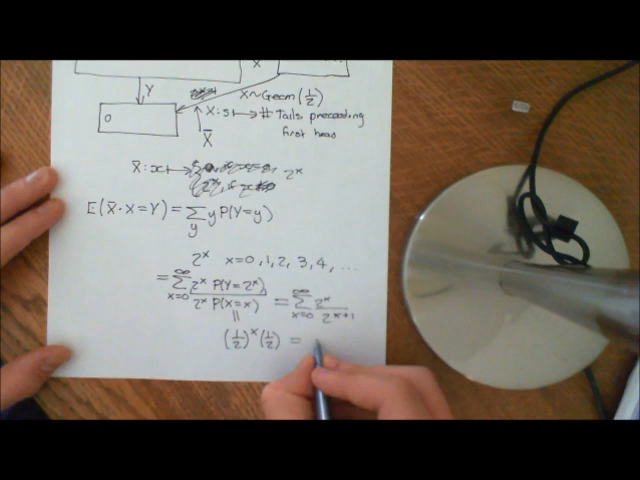 X
Y
X~Geom(1/2)
0
X: s ↦ # Tails preceeding
first head
X̄
X̄: x ↦ 2^x
E(X̄·X=Y) = ∑_y y P(Y=y)
2^x x=0,1,2,3,4,...
= ∑_{x=0}^∞ 2^x P(Y=2^x)
2^x P(X=x) = ∑_{x=0}^∞ 2^x / 2^{x+1}
||
(1/2)^x (1/2) =